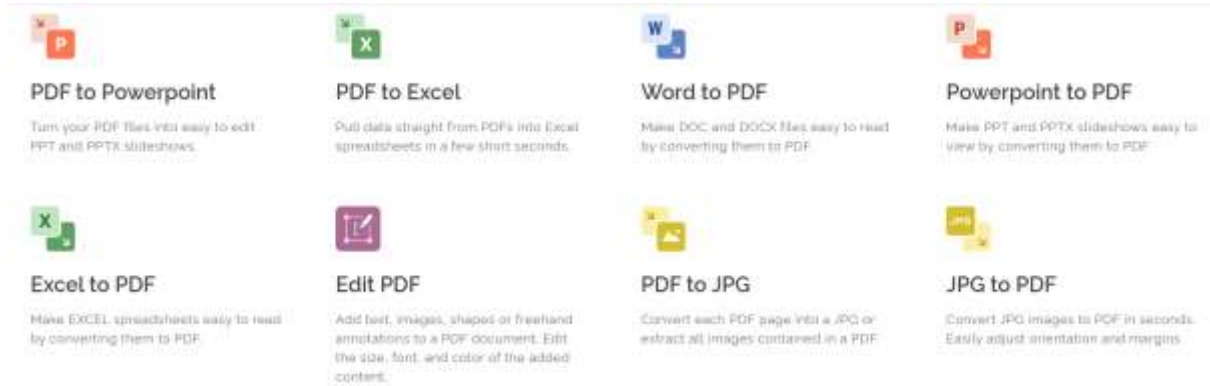 P
PDF to Powerpoint
Turn your PDF files into easy to edit
PPT and PPTX slideshows.
X
PDF to Excel
Pull data straight from PDFs into Excel
spreadsheets in a few short seconds.
W
Word to PDF
Make DOC and DOCX files easy to read
by converting them to PDF.
P
Powerpoint to PDF
Make PPT and PPTX slideshows easy to
view by converting them to PDF.
X
Excel to PDF
Make EXCEL spreadsheets easy to read
by converting them to PDF.
Edit PDF
Add text, images, shapes or freehand
annotations to a PDF document. Edit
the size, font, and color of the added
content.
PDF to JPG
Convert each PDF page into a JPG or
extract all images contained in a PDF.
JPG
JPG to PDF
Convert JPG images to PDF in seconds.
Easily adjust orientation and margins.